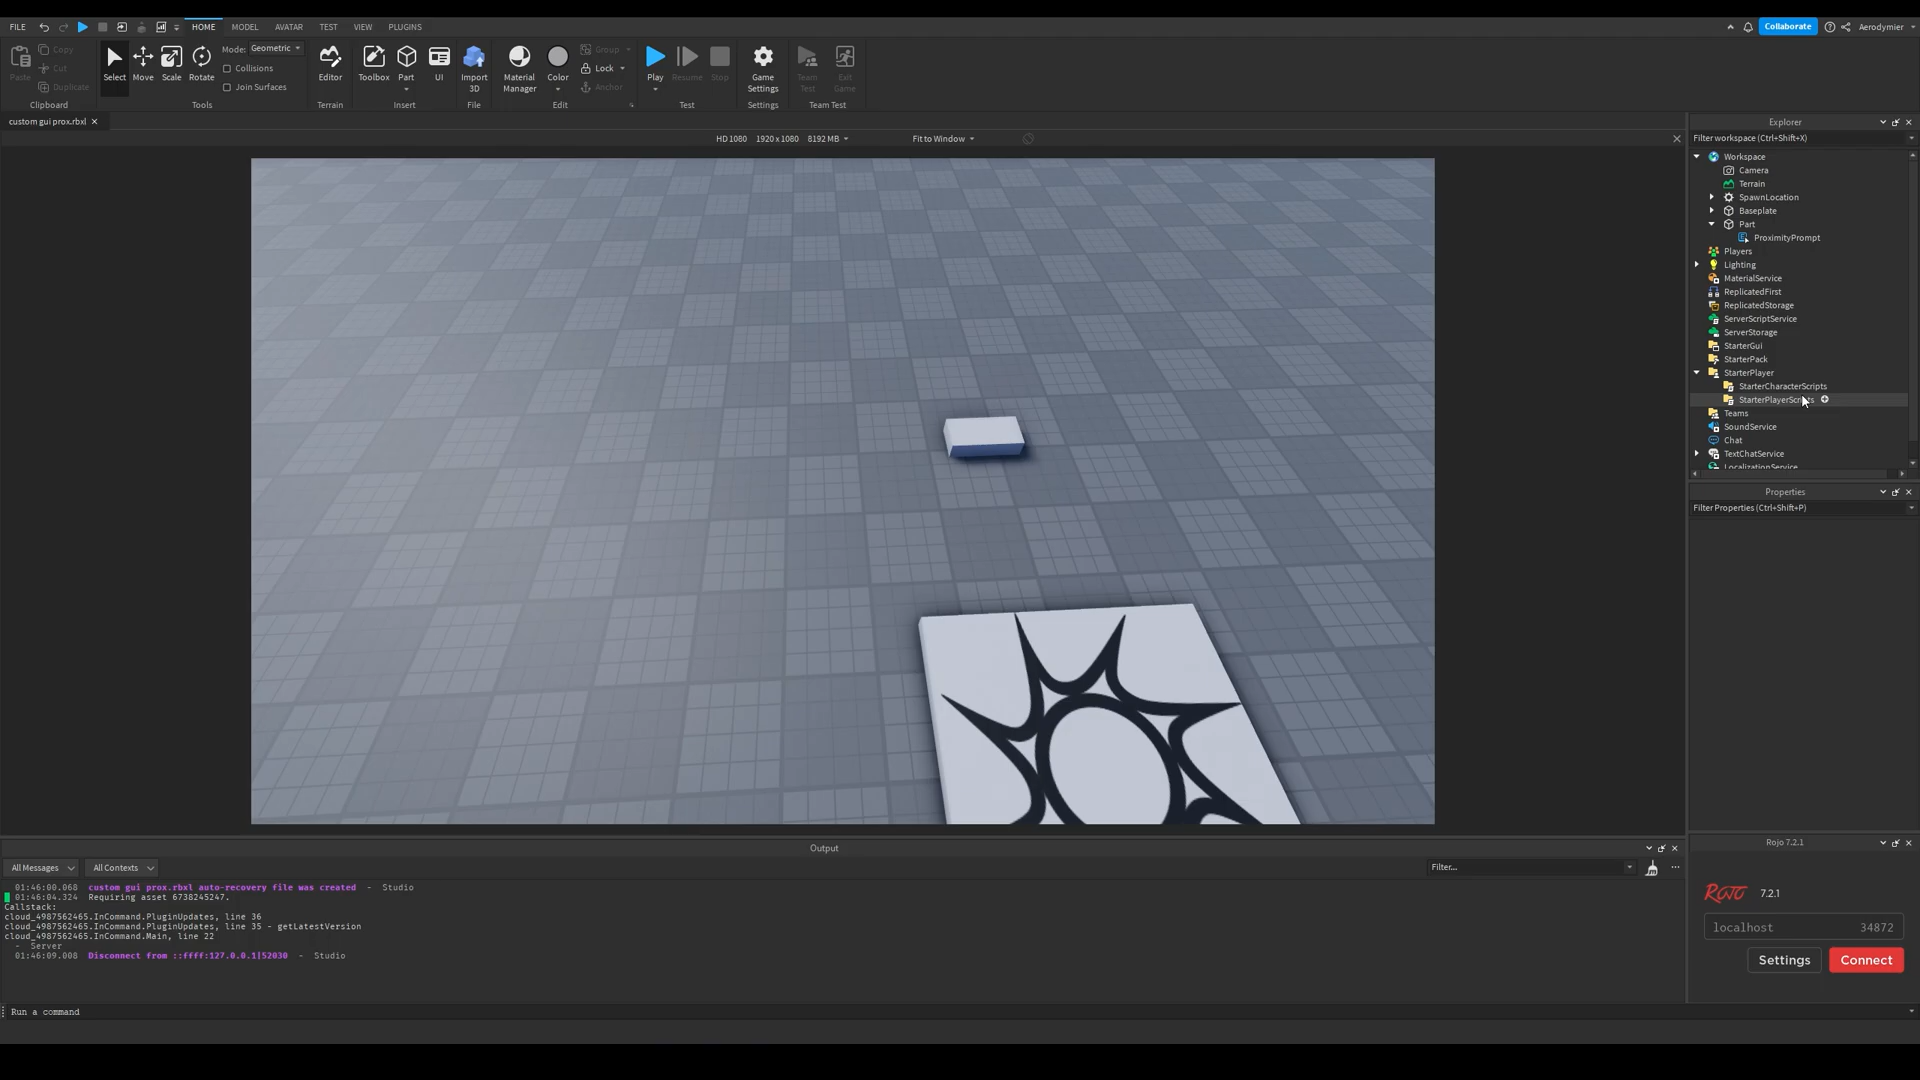 FILE HOME MODEL AVATAR TEST VIEW PLUGINS Collaborate Aerodymier
Paste Copy Cut Duplicate Clipboard
Select Move Scale Rotate Mode: Geometric Collisions Join Surfaces Tools
Editor Terrain
Toolbox Part UI Insert
Import 3D File
Material Manager Color Group Lock Anchor Edit
Play Resume Stop Test
Game Settings Settings
Team Test Exit Game Team Test
custom gui prox.rbxl
HD 1080 1920 x 1080 8192 MB Fit to Window
Explorer
Filter workspace (Ctrl+Shift+X)
Workspace
Camera
Terrain
SpawnLocation
Baseplate
Part
ProximityPrompt
Players
Lighting
MaterialService
ReplicatedFirst
ReplicatedStorage
ServerScriptService
ServerStorage
StarterGui
StarterPack
StarterPlayer
StarterCharacterScripts
StarterPlayerScripts
Teams
SoundService
Chat
TextChatService
LocalizationService
Properties
Filter Properties (Ctrl+Shift+P)
Output
All Messages All Contexts Filter...
01:46:00.068 custom gui prox.rbxl auto-recovery file was created - Studio
01:46:04.324 Requiring asset 6738245247.
Callstack:
cloud_4987562465.InCommand.PluginUpdates, line 36
cloud_4987562465.InCommand.PluginUpdates, line 35 - getLatestVersion
cloud_4987562465.InCommand.Main, line 22
- Server
01:46:09.008 Disconnect from ::ffff:127.0.0.1|52030 - Studio
Rojo 7.2.1
ROJO 7.2.1
localhost 34872
Settings Connect
Run a command